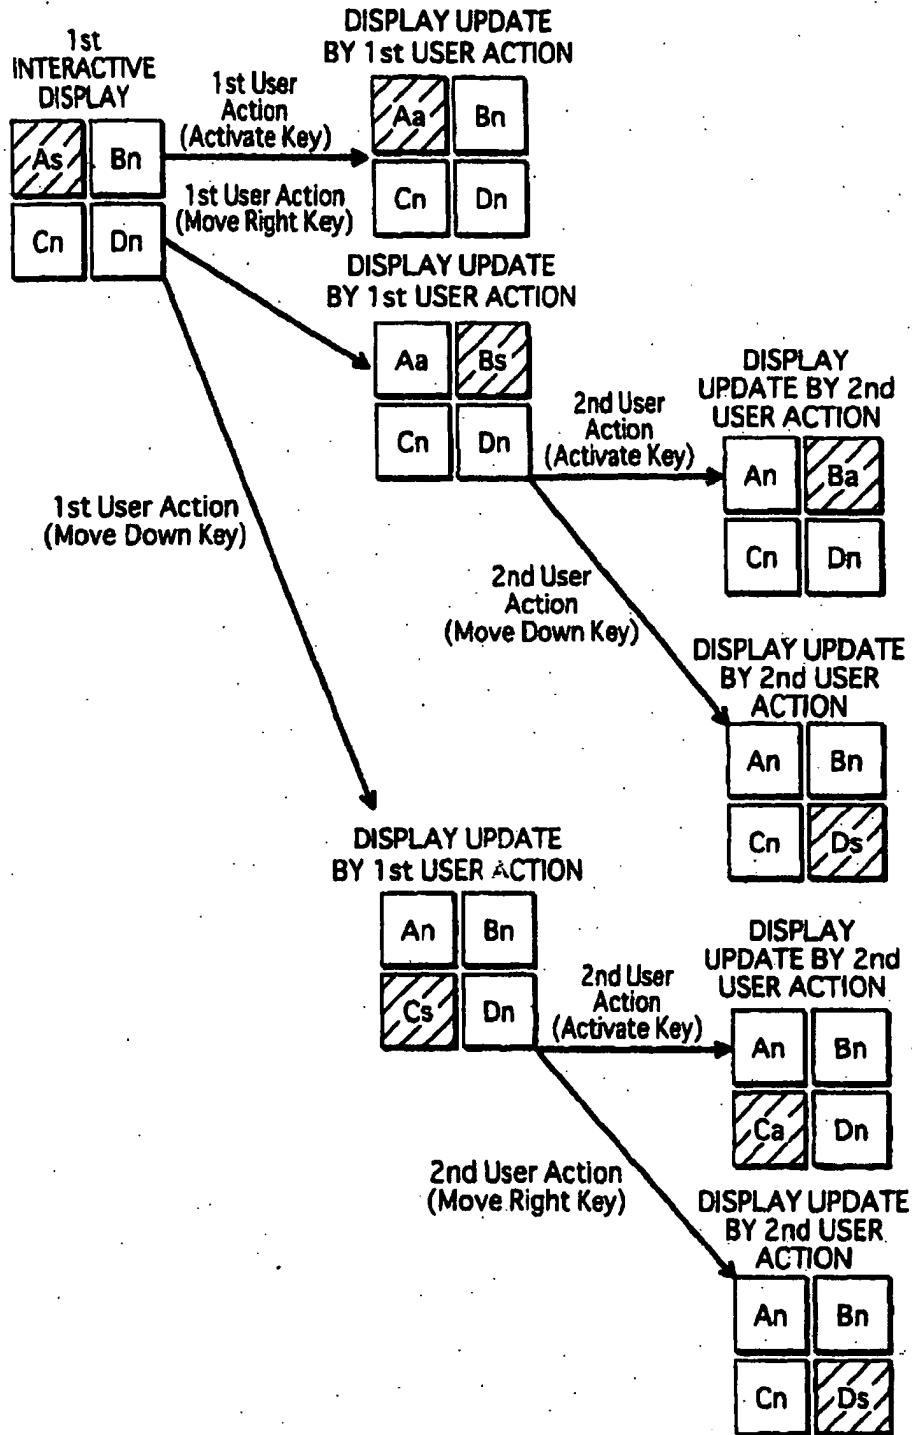 1st
INTERACTIVE
DISPLAY
As Bn
Cn Dn
1st User
Action
(Activate Key)
DISPLAY UPDATE
BY 1st USER ACTION
Aa Bn
Cn Dn
1st User Action
(Move Right Key)
DISPLAY UPDATE
BY 1st USER ACTION
Aa Bs
Cn Dn
2nd User
Action
(Activate Key)
DISPLAY
UPDATE BY 2nd
USER ACTION
An Ba
Cn Dn
2nd User
Action
(Move Down Key)
DISPLAY UPDATE
BY 2nd USER
ACTION
An Bn
Cn Ds
1st User Action
(Move Down Key)
DISPLAY UPDATE
BY 1st USER ACTION
An Bn
Cs Dn
2nd User
Action
(Activate Key)
DISPLAY
UPDATE BY 2nd
USER ACTION
An Bn
Ca Dn
2nd User Action
(Move Right Key)
DISPLAY UPDATE
BY 2nd USER
ACTION
An Bn
Cn Ds